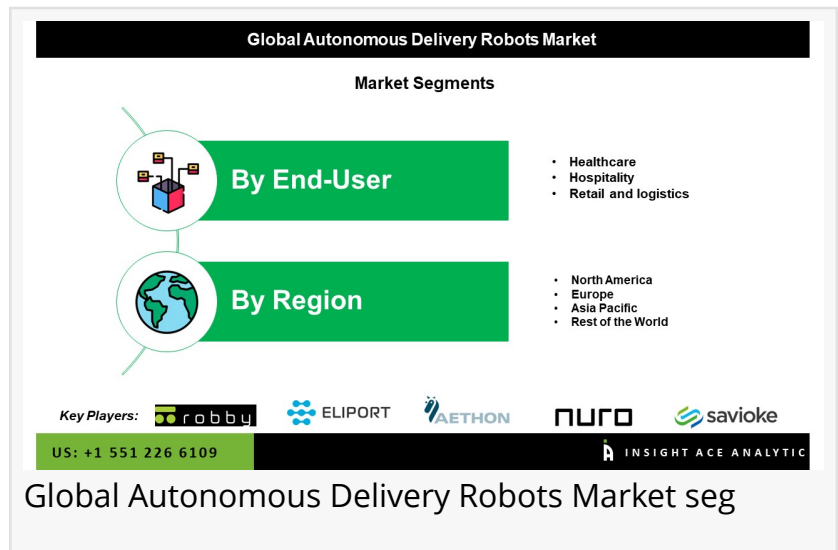 Global Autonomous Delivery Robots Market
Market Segments
By End-User
• Healthcare
• Hospitality
• Retail and logistics
By Region
• North America
• Europe
• Asia Pacific
• Rest of the World
Key Players: robby ELIPORT AETHON nuro savioke
US: +1 551 226 6109 INSIGHT ACE ANALYTIC
Global Autonomous Delivery Robots Market seg